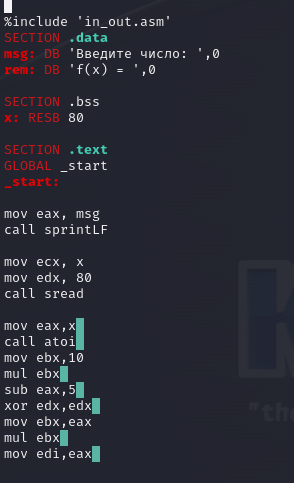 %include 'in_out.asm'
SECTION .data
msg: DB 'Введите число: ',0
rem: DB 'f(x) = ',0
SECTION .bss
x: RESB 80
SECTION .text
GLOBAL _start
_start:
mov eax, msg
call sprintLF
mov ecx, x
mov edx, 80
call sread
mov eax,x
call atoi
mov ebx,10
mul ebx
sub eax,5
xor edx,edx
mov ebx,eax
mul ebx
mov edi,eax
"the